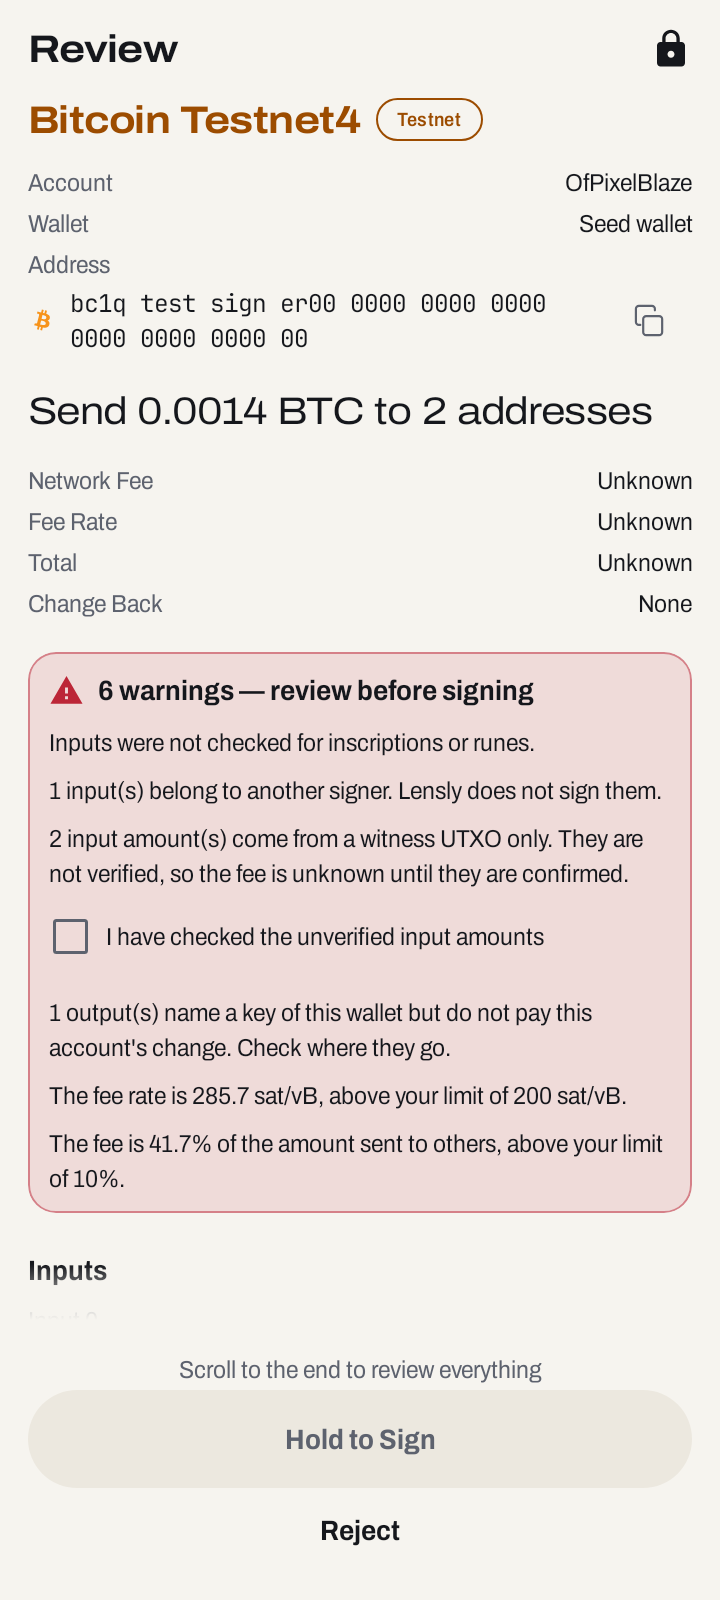 Review
Bitcoin Testnet4 Testnet
Account OfPixelBlaze
Wallet Seed wallet
Address
bc1q test sign er00 0000 0000 0000
0000 0000 0000 00
Send 0.0014 BTC to 2 addresses
Network Fee Unknown
Fee Rate Unknown
Total Unknown
Change Back None
6 warnings — review before signing
Inputs were not checked for inscriptions or runes.
1 input(s) belong to another signer. Lensly does not sign them.
2 input amount(s) come from a witness UTXO only. They are
not verified, so the fee is unknown until they are confirmed.
I have checked the unverified input amounts
1 output(s) name a key of this wallet but do not pay this
account's change. Check where they go.
The fee rate is 285.7 sat/vB, above your limit of 200 sat/vB.
The fee is 41.7% of the amount sent to others, above your limit
of 10%.
Inputs
Scroll to the end to review everything
Hold to Sign
Reject